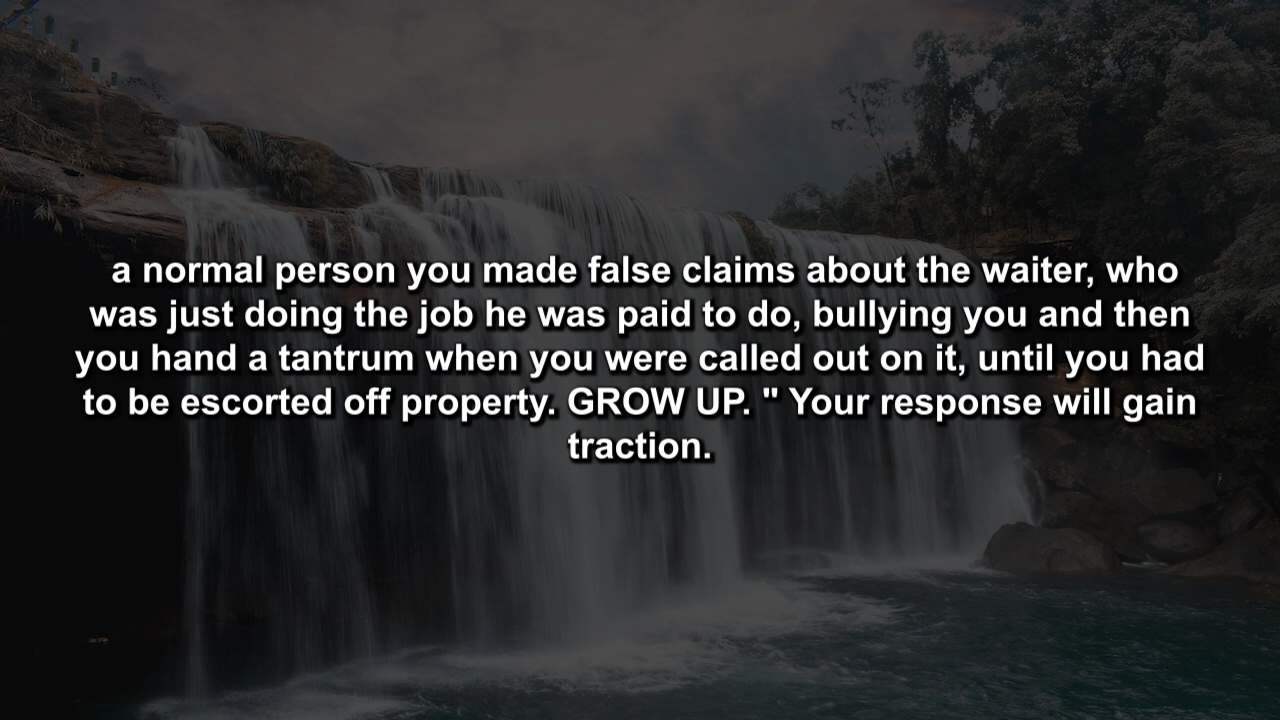 a normal person you made false claims about the waiter, who
was just doing the job he was paid to do, bullying you and then
you hand a tantrum when you were called out on it, until you had
to be escorted off property. GROW UP. " Your response will gain
traction.